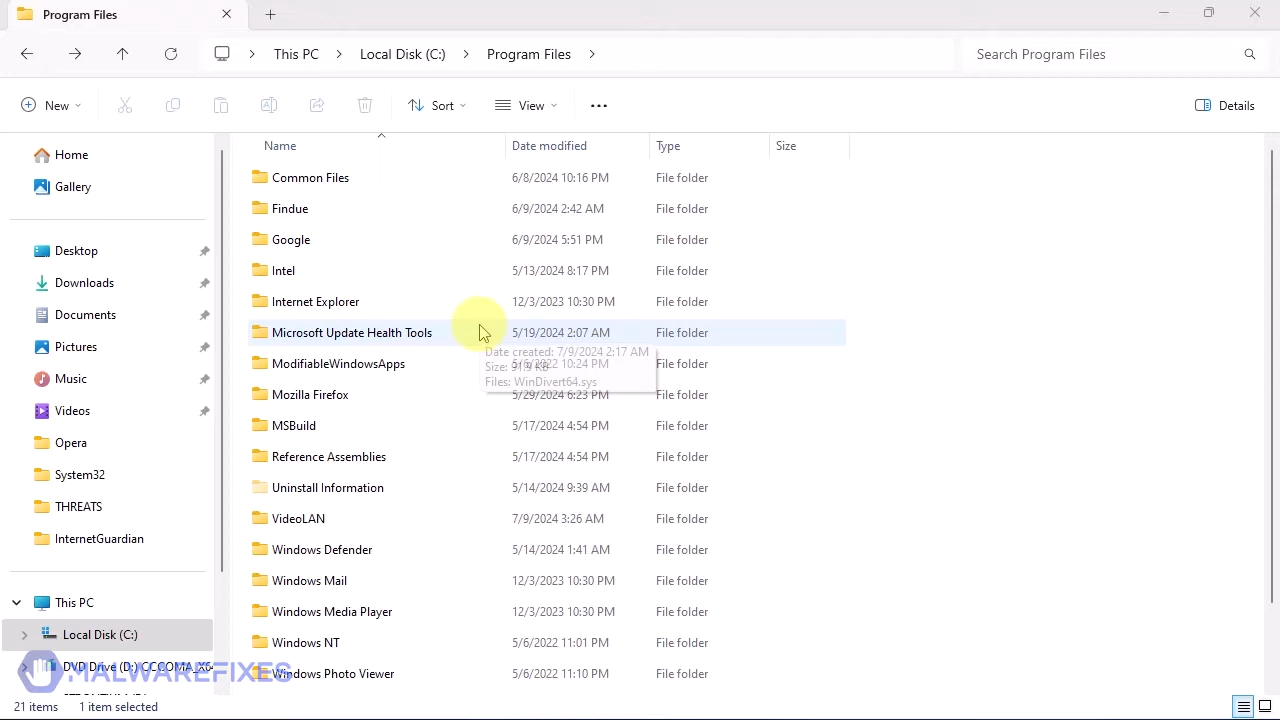 Program Files
This PC
Local Disk (C:)
Program Files
Search Program Files
New
Sort
View
Details
Home
Gallery
Desktop
Downloads
Documents
Pictures
Music
Videos
Opera
System32
THREATS
InternetGuardian
This PC
Local Disk (C:)
DVD Drive (D:) CCCOMA_X64
Name Date modified Type Size
Common Files 6/8/2024 10:16 PM File folder
Findue 6/9/2024 2:42 AM File folder
Google 6/9/2024 5:51 PM File folder
Intel 5/13/2024 8:17 PM File folder
Internet Explorer 12/3/2023 10:30 PM File folder
Microsoft Update Health Tools 5/19/2024 2:07 AM File folder
Date created: 7/9/2024 2:17 AM
ModifiableWindowsApps 5/6/2022 10:24 PM File folder
Size: 91.9 KB
Files: WinDivert64.sys
Mozilla Firefox 5/29/2024 6:23 PM File folder
MSBuild 5/17/2024 4:54 PM File folder
Reference Assemblies 5/17/2024 4:54 PM File folder
Uninstall Information 5/14/2024 9:39 AM File folder
VideoLAN 7/9/2024 3:26 AM File folder
Windows Defender 5/14/2024 1:41 AM File folder
Windows Mail 12/3/2023 10:30 PM File folder
Windows Media Player 12/3/2023 10:30 PM File folder
Windows NT 5/6/2022 11:01 PM File folder
Windows Photo Viewer 5/6/2022 11:10 PM File folder
MALWAREFIXES
21 items 1 item selected